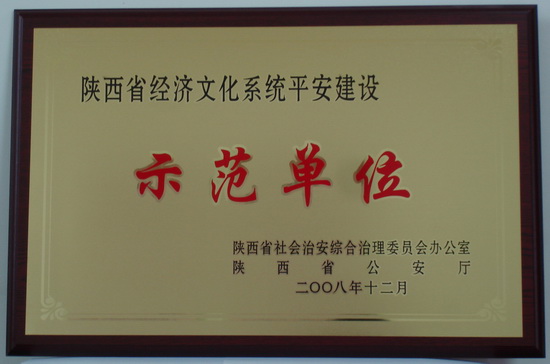 陕西省经济文化系统平安建设
示范单位
陕西省社会治安综合治理委员会办公室
陕西省公安厅
二〇〇八年十二月